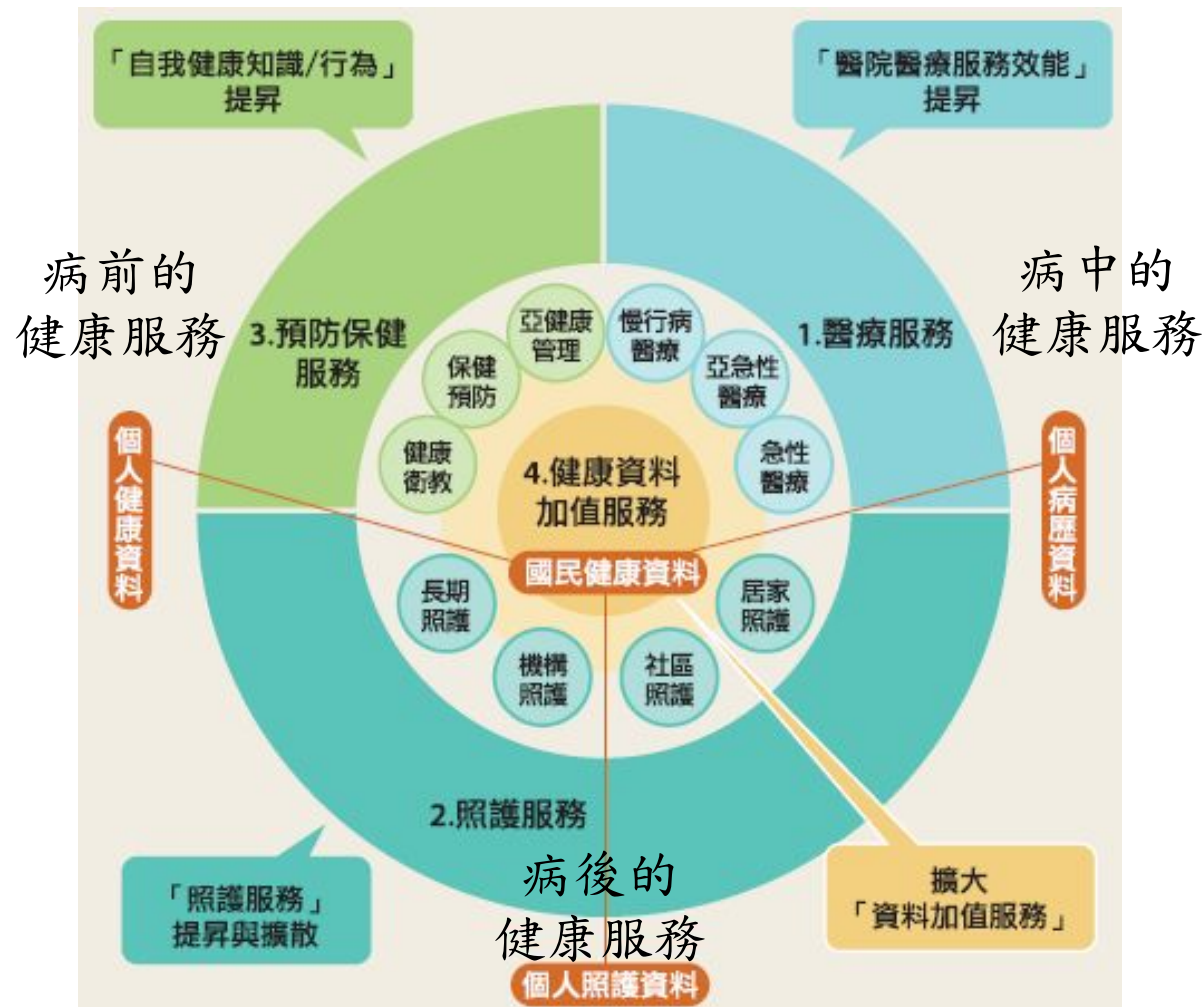 「自我健康知識/行為」
提昇
「醫院醫療服務效能」
提昇
病前的
健康服務
病中的
健康服務
3.預防保健
服務
1.醫療服務
亞健康
管理
慢行病
醫療
保健
預防
亞急性
醫療
健康
衛教
急性
醫療
4.健康資料
加值服務
個人健康資料
個人病歷資料
國民健康資料
長期
照護
居家
照護
機構
照護
社區
照護
2.照護服務
「照護服務」
提昇與擴散
病後的
健康服務
擴大
「資料加值服務」
個人照護資料